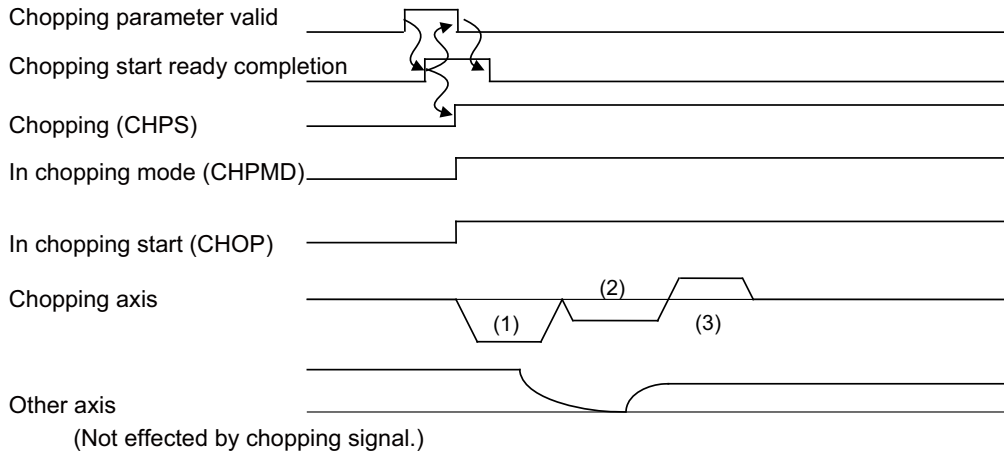 Chopping parameter valid
Chopping start ready completion
Chopping (CHPS)
In chopping mode (CHPMD)
In chopping start (CHOP)
Chopping axis
(1)
(2)
(3)
Other axis
(Not effected by chopping signal.)